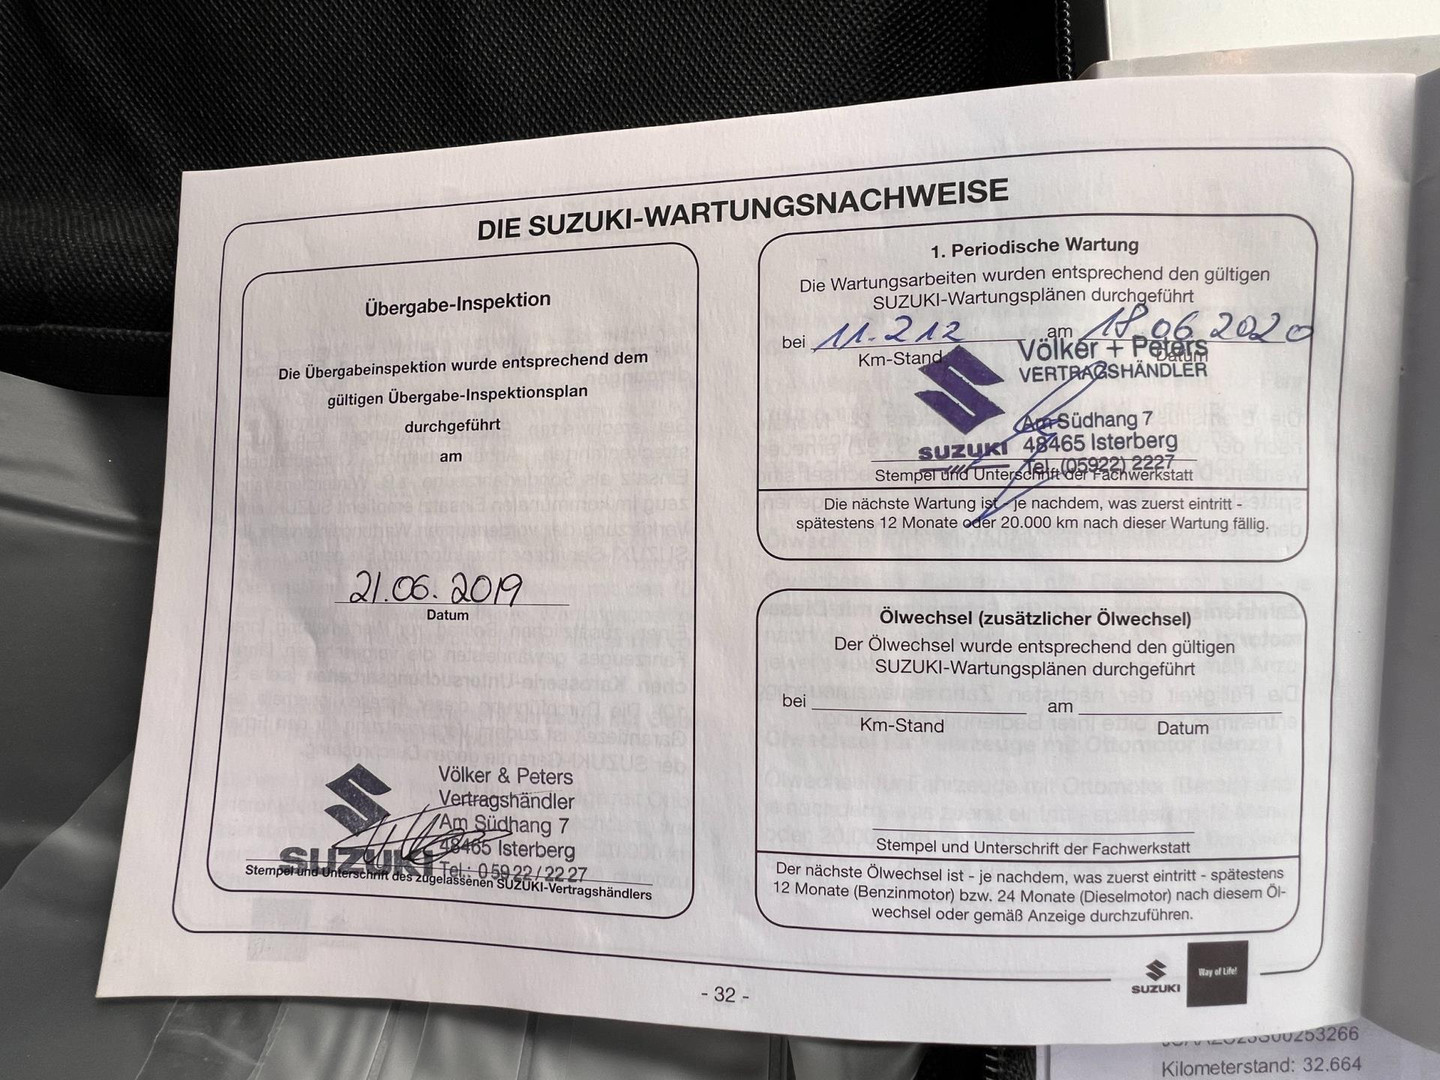 DIE SUZUKI-WARTUNGSNACHWEISE
Übergabe-Inspektion
Die Übergabeinspektion wurde entsprechend dem
gültigen Übergabe-Inspektionsplan
durchgeführt
am
21.06.2019
Datum
Völker & Peters
Vertragshändler
Am Südhang 7
48465 Isterberg
SUZUKI Tel.: 0 59 22 / 22 27
Stempel und Unterschrift des zugelassenen SUZUKI-Vertragshändlers
1. Periodische Wartung
Die Wartungsarbeiten wurden entsprechend den gültigen
SUZUKI-Wartungsplänen durchgeführt
bei 11.212 am 18.06.2020
Km-Stand Datum
Völker + Peters
VERTRAGSHÄNDLER
Am Südhang 7
SUZUKI 48465 Isterberg
Tel. (05922) 2227
Stempel und Unterschrift der Fachwerkstatt
Die nächste Wartung ist - je nachdem, was zuerst eintritt -
spätestens 12 Monate oder 20.000 km nach dieser Wartung fällig.
Ölwechsel (zusätzlicher Ölwechsel)
Der Ölwechsel wurde entsprechend den gültigen
SUZUKI-Wartungsplänen durchgeführt
bei am
Km-Stand Datum
Stempel und Unterschrift der Fachwerkstatt
Der nächste Ölwechsel ist - je nachdem, was zuerst eintritt - spätestens
12 Monate (Benzinmotor) bzw. 24 Monate (Dieselmotor) nach diesem Öl-
wechsel oder gemäß Anzeige durchzuführen.
SUZUKI
Way of Life!
- 32 -
Kilometerstand: 32.664